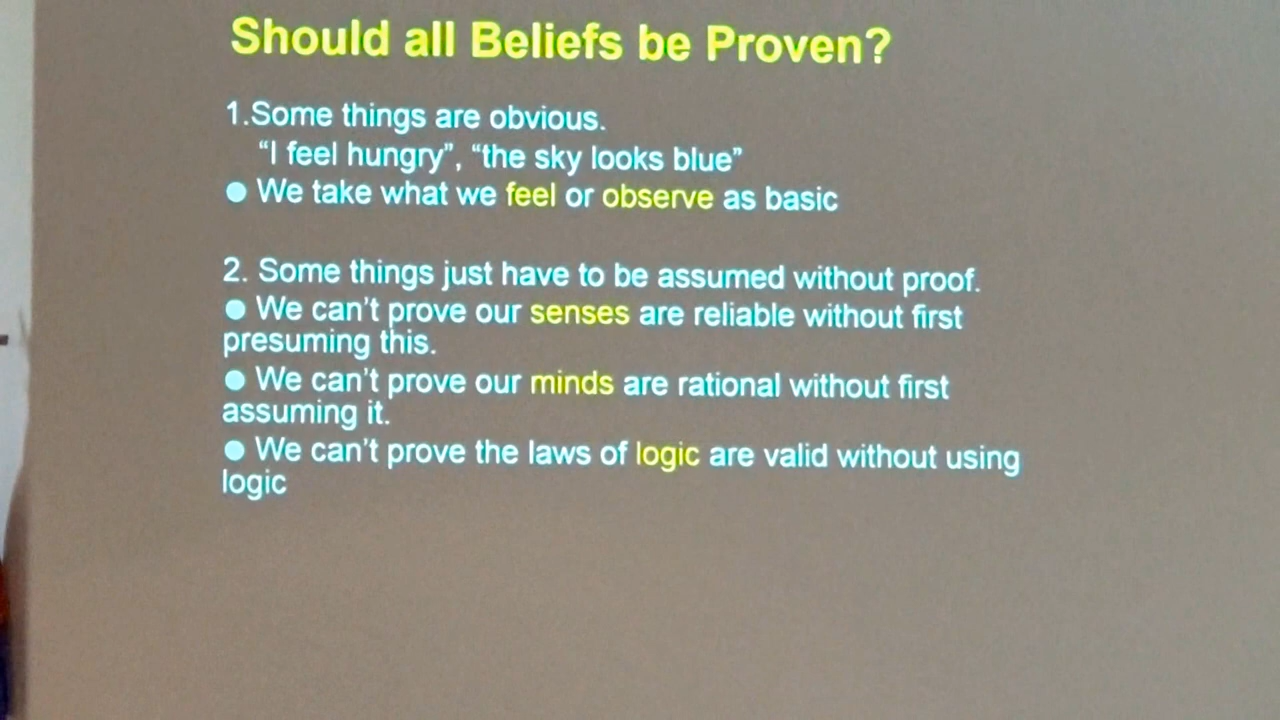 Should all Beliefs be Proven?
1.Some things are obvious.
“I feel hungry”, “the sky looks blue”
● We take what we feel or observe as basic
2. Some things just have to be assumed without proof.
● We can’t prove our senses are reliable without first
presuming this.
● We can’t prove our minds are rational without first
assuming it.
● We can’t prove the laws of logic are valid without using
logic